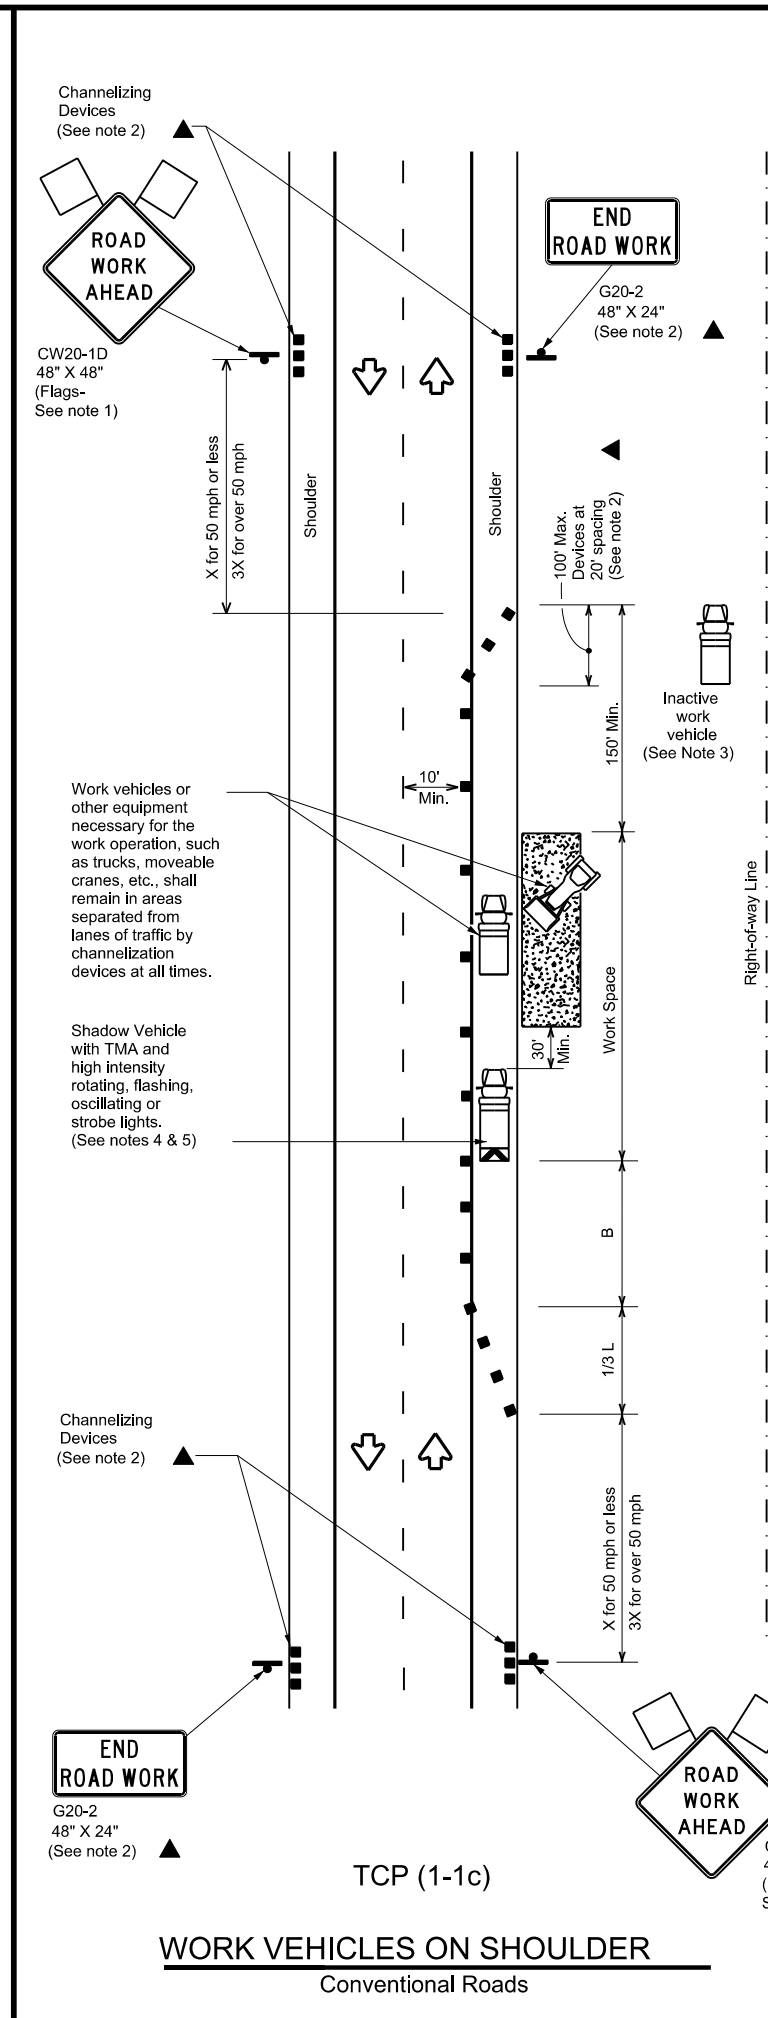 Channelizing
Devices
(See note 2)
ROAD
WORK
AHEAD
CW20-1D
48" X 48"
(Flags-
See note 1)
END
ROAD WORK
G20-2
48" X 24"
(See note 2)
X for 50 mph or less
3X for over 50 mph
Shoulder
Shoulder
100' Max.
Devices at
20' spacing
(See note 2)
Inactive
work
vehicle
(See Note 3)
150' Min.
10'
Min.
Work vehicles or
other equipment
necessary for the
work operation, such
as trucks, moveable
cranes, etc., shall
remain in areas
separated from
lanes of traffic by
channelization
devices at all times.
Right-of-way Line
Work Space
30'
Min.
Shadow Vehicle
with TMA and
high intensity
rotating, flashing,
oscillating or
strobe lights.
(See notes 4 & 5)
B
1/3 L
Channelizing
Devices
(See note 2)
X for 50 mph or less
3X for over 50 mph
END
ROAD WORK
G20-2
48" X 24"
(See note 2)
ROAD
WORK
AHEAD
TCP (1-1c)
WORK VEHICLES ON SHOULDER
Conventional Roads